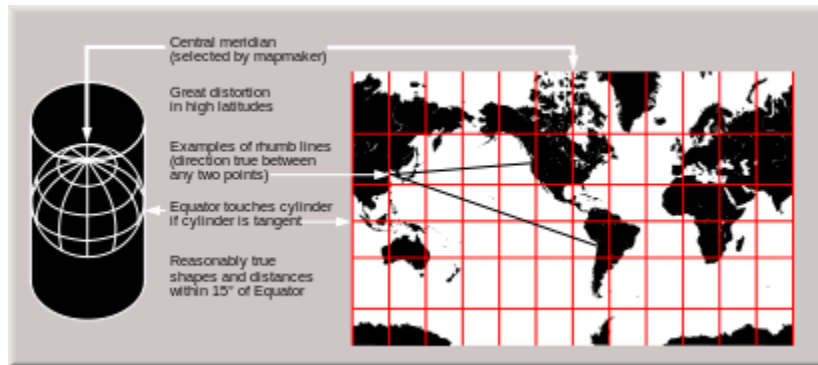 Central meridian
(selected by mapmaker)
Great distortion
in high latitudes
Examples of rhumb lines
(direction true between
any two points)
Equator touches cylinder
if cylinder is tangent
Reasonably true
shapes and distances
within 15° of Equator